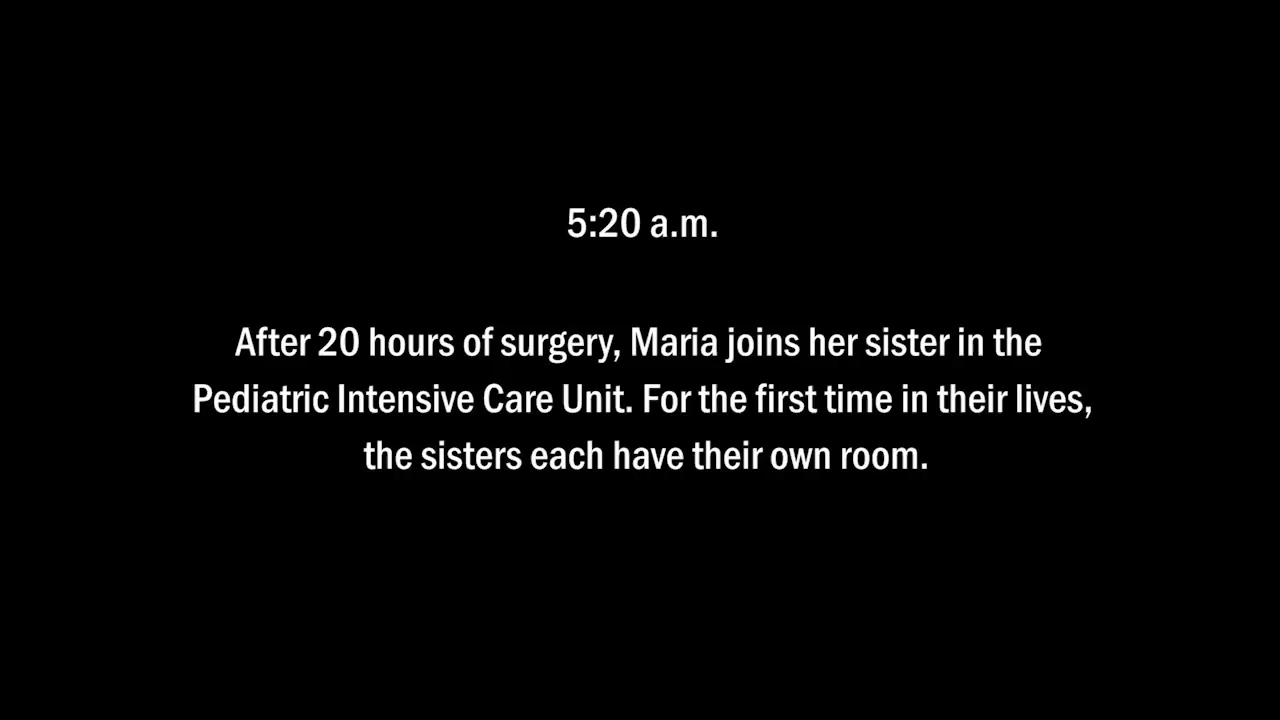 5:20 a.m.
After 20 hours of surgery, Maria joins her sister in the
Pediatric Intensive Care Unit. For the first time in their lives,
the sisters each have their own room.